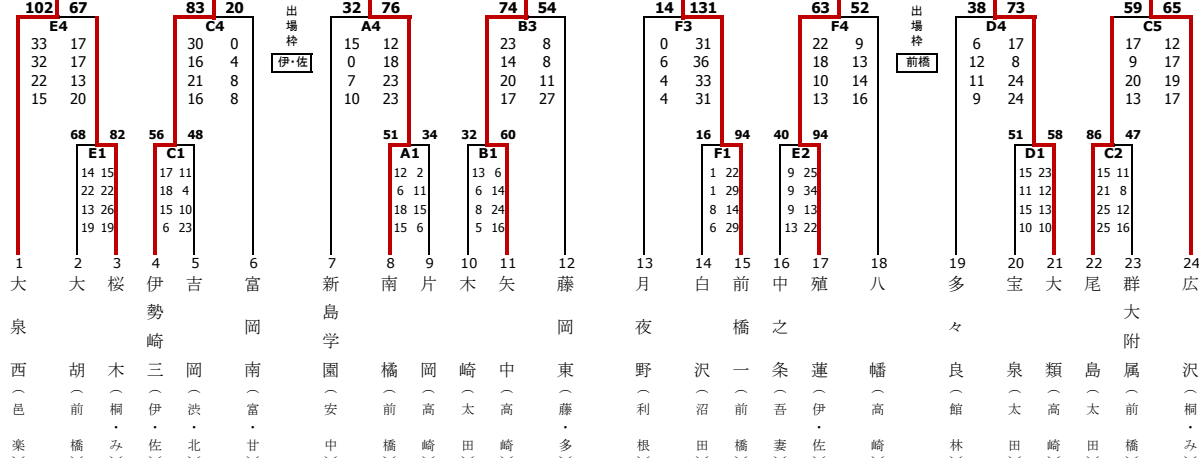 102 67 83 20 出場枠 32 76 74 54 14 131 63 52 出場枠 38 73 59 65
E4 C4 伊・佐 A4 B3 F3 F4 前橋 D4 C5
33 17 30 0 15 12 23 8 0 31 22 9 6 17 17 12
32 17 16 4 0 18 14 8 6 36 18 13 12 8 9 17
22 13 21 8 7 23 20 11 4 33 10 14 11 24 20 19
15 20 16 8 10 23 17 27 4 31 13 16 9 24 13 17
68 82 56 48 51 34 32 60 16 94 40 94 51 58 86 47
E1 C1 A1 B1 F1 E2 D1 C2
14 15 17 11 12 2 13 6 1 22 9 25 15 23 15 11
22 22 18 4 6 11 6 14 1 29 9 34 11 12 21 8
13 26 15 10 18 15 8 24 8 14 9 13 15 13 25 12
19 19 6 23 15 6 5 16 6 29 13 22 10 10 25 16
1 2 3 4 5 6 7 8 9 10 11 12 13 14 15 16 17 18 19 20 21 22 23 24
大泉西(邑楽)
大胡(前橋)
桜木(桐・み)
伊勢崎三(伊・佐)
吉岡(渋・北)
富岡南(富・甘)
新島学園(安中)
南橘(前橋)
片岡(高崎)
木崎(太田)
矢中(高崎)
藤岡東(藤・多)
月夜野(利根)
白沢(沼田)
前橋一(前橋)
中之条(吾妻)
殖蓮(伊・佐)
八幡(高崎)
多々良(館林)
宝泉(太田)
大類(高崎)
尾島(太田)
群大附属(前橋)
広沢(桐・み)